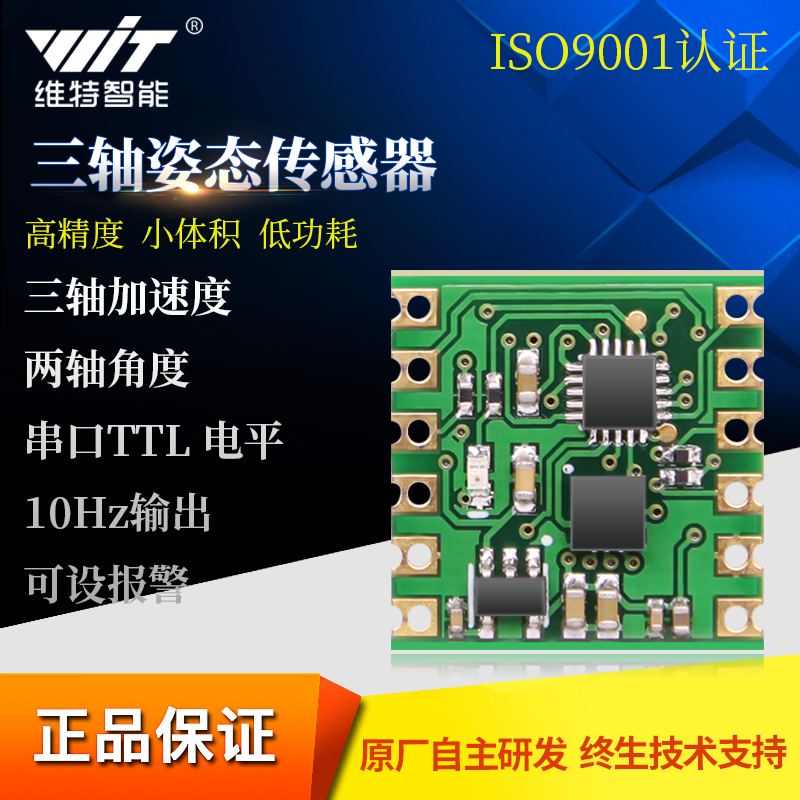 WIT®
维特智能
ISO9001认证
三轴姿态传感器
高精度 小体积 低功耗
三轴加速度
两轴角度
串口TTL 电平
10Hz输出
可设报警
正品保证
原厂自主研发 终生技术支持